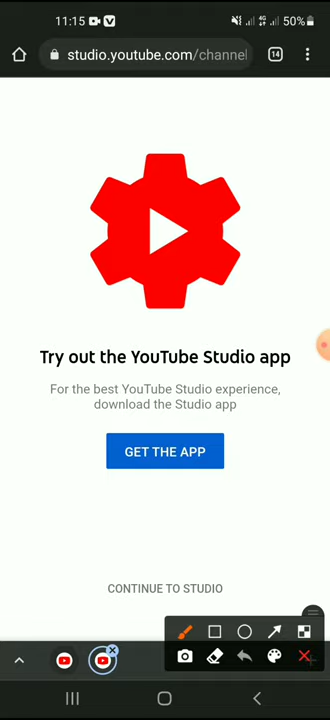 11:15 50%
studio.youtube.com/channel 14
Try out the YouTube Studio app
For the best YouTube Studio experience,
download the Studio app
GET THE APP
CONTINUE TO STUDIO